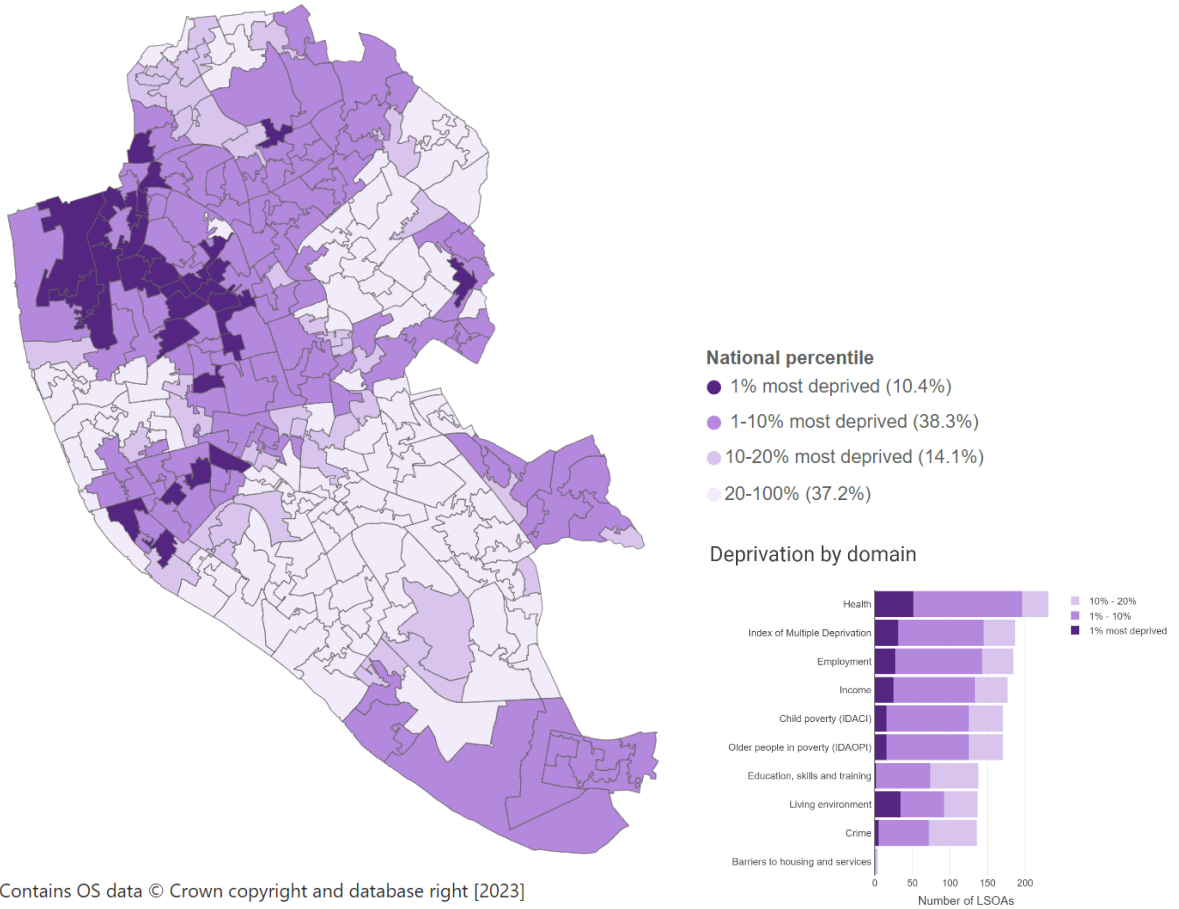 National percentile
1% most deprived (10.4%)
1-10% most deprived (38.3%)
10-20% most deprived (14.1%)
20-100% (37.2%)
Deprivation by domain
Health
Index of Multiple Deprivation
Employment
Income
Child poverty (IDACI)
Older people in poverty (IDAOPI)
Education, skills and training
Living environment
Crime
Barriers to housing and services
0 50 100 150 200
Number of LSOAs
10% - 20%
1% - 10%
1% most deprived
Contains OS data © Crown copyright and database right [2023]